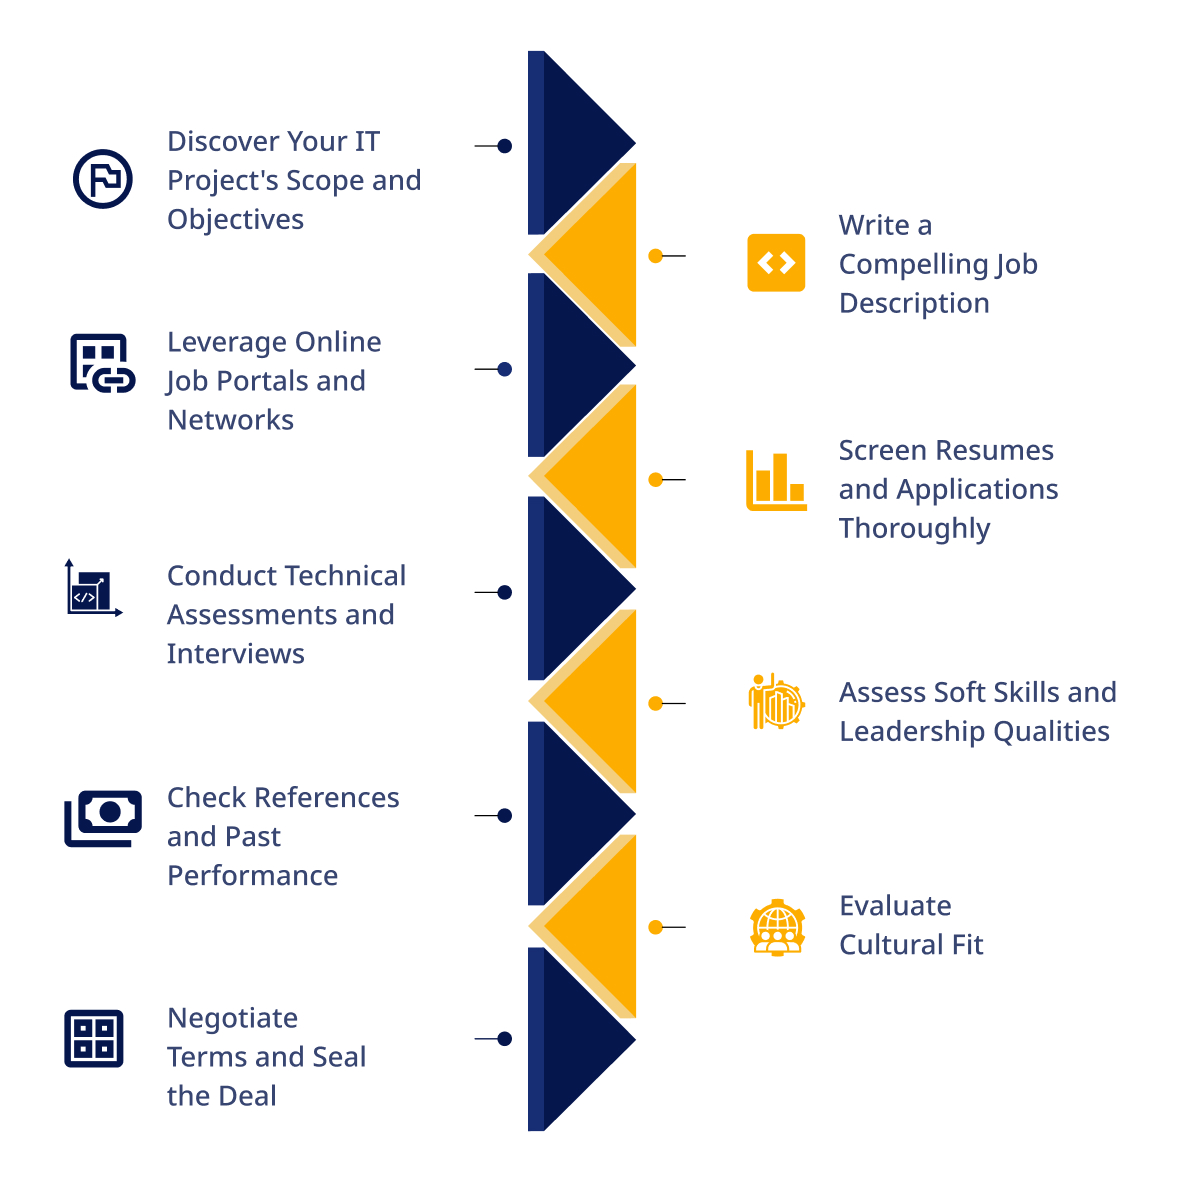 Discover Your IT
Project's Scope and
Objectives
Write a
Compelling Job
Description
Leverage Online
Job Portals and
Networks
Screen Resumes
and Applications
Thoroughly
Conduct Technical
Assessments and
Interviews
Assess Soft Skills and
Leadership Qualities
Check References
and Past
Performance
Evaluate
Cultural Fit
Negotiate
Terms and Seal
the Deal